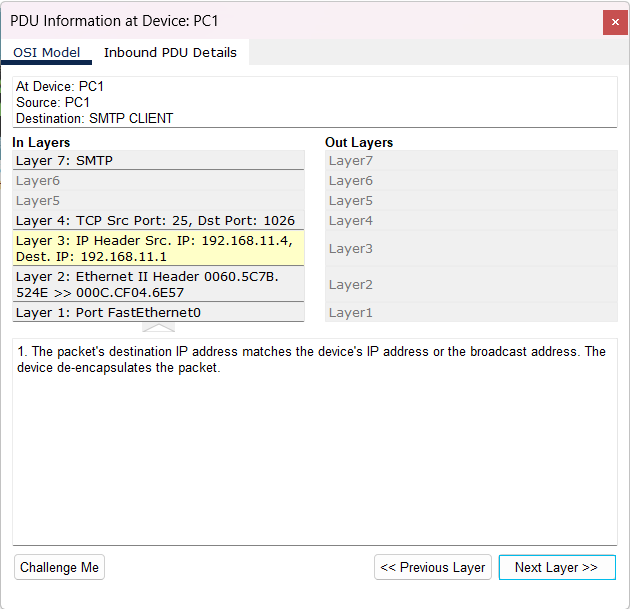 PDU Information at Device: PC1
×
OSI Model
Inbound PDU Details
At Device: PC1
Source: PC1
Destination: SMTP CLIENT
In Layers
Layer 7: SMTP
Layer6
Layer5
Layer 4: TCP Src Port: 25, Dst Port: 1026
Layer 3: IP Header Src. IP: 192.168.11.4,
Dest. IP: 192.168.11.1
Layer 2: Ethernet II Header 0060.5C7B.
524E >> 000C.CF04.6E57
Layer 1: Port FastEthernet0
Out Layers
Layer7
Layer6
Layer5
Layer4
Layer3
Layer2
Layer1
1. The packet's destination IP address matches the device's IP address or the broadcast address. The
device de-encapsulates the packet.
Challenge Me
<< Previous Layer
Next Layer >>